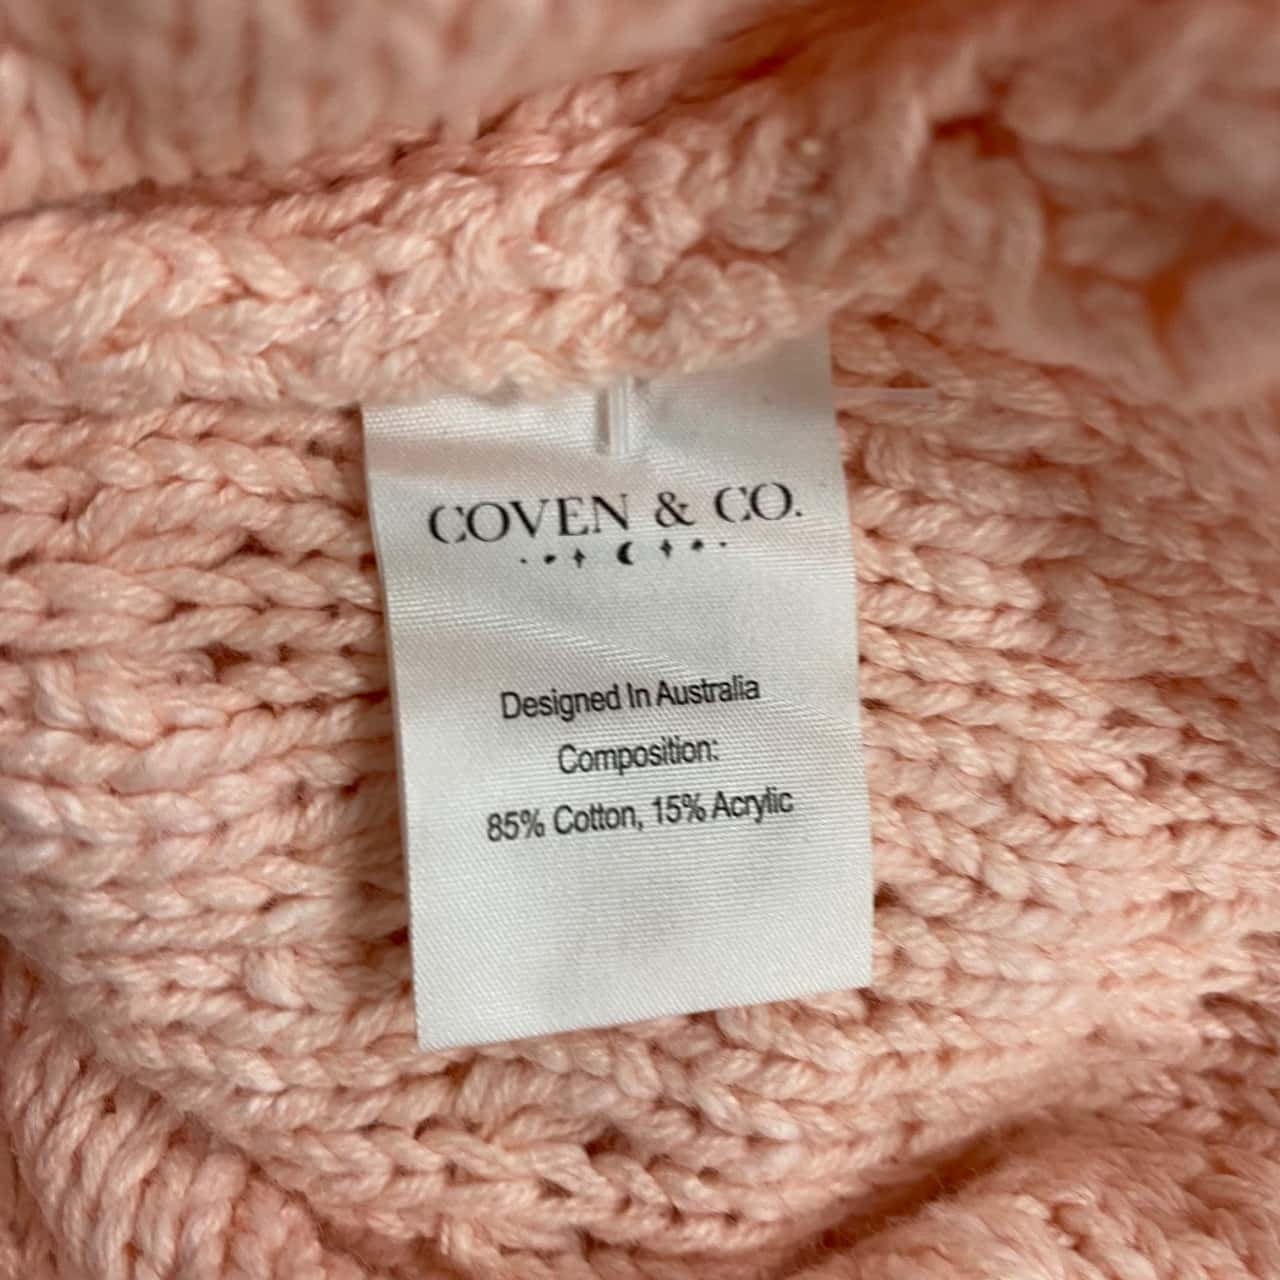 COVEN & CO.
Designed In Australia
Composition:
85% Cotton, 15% Acrylic